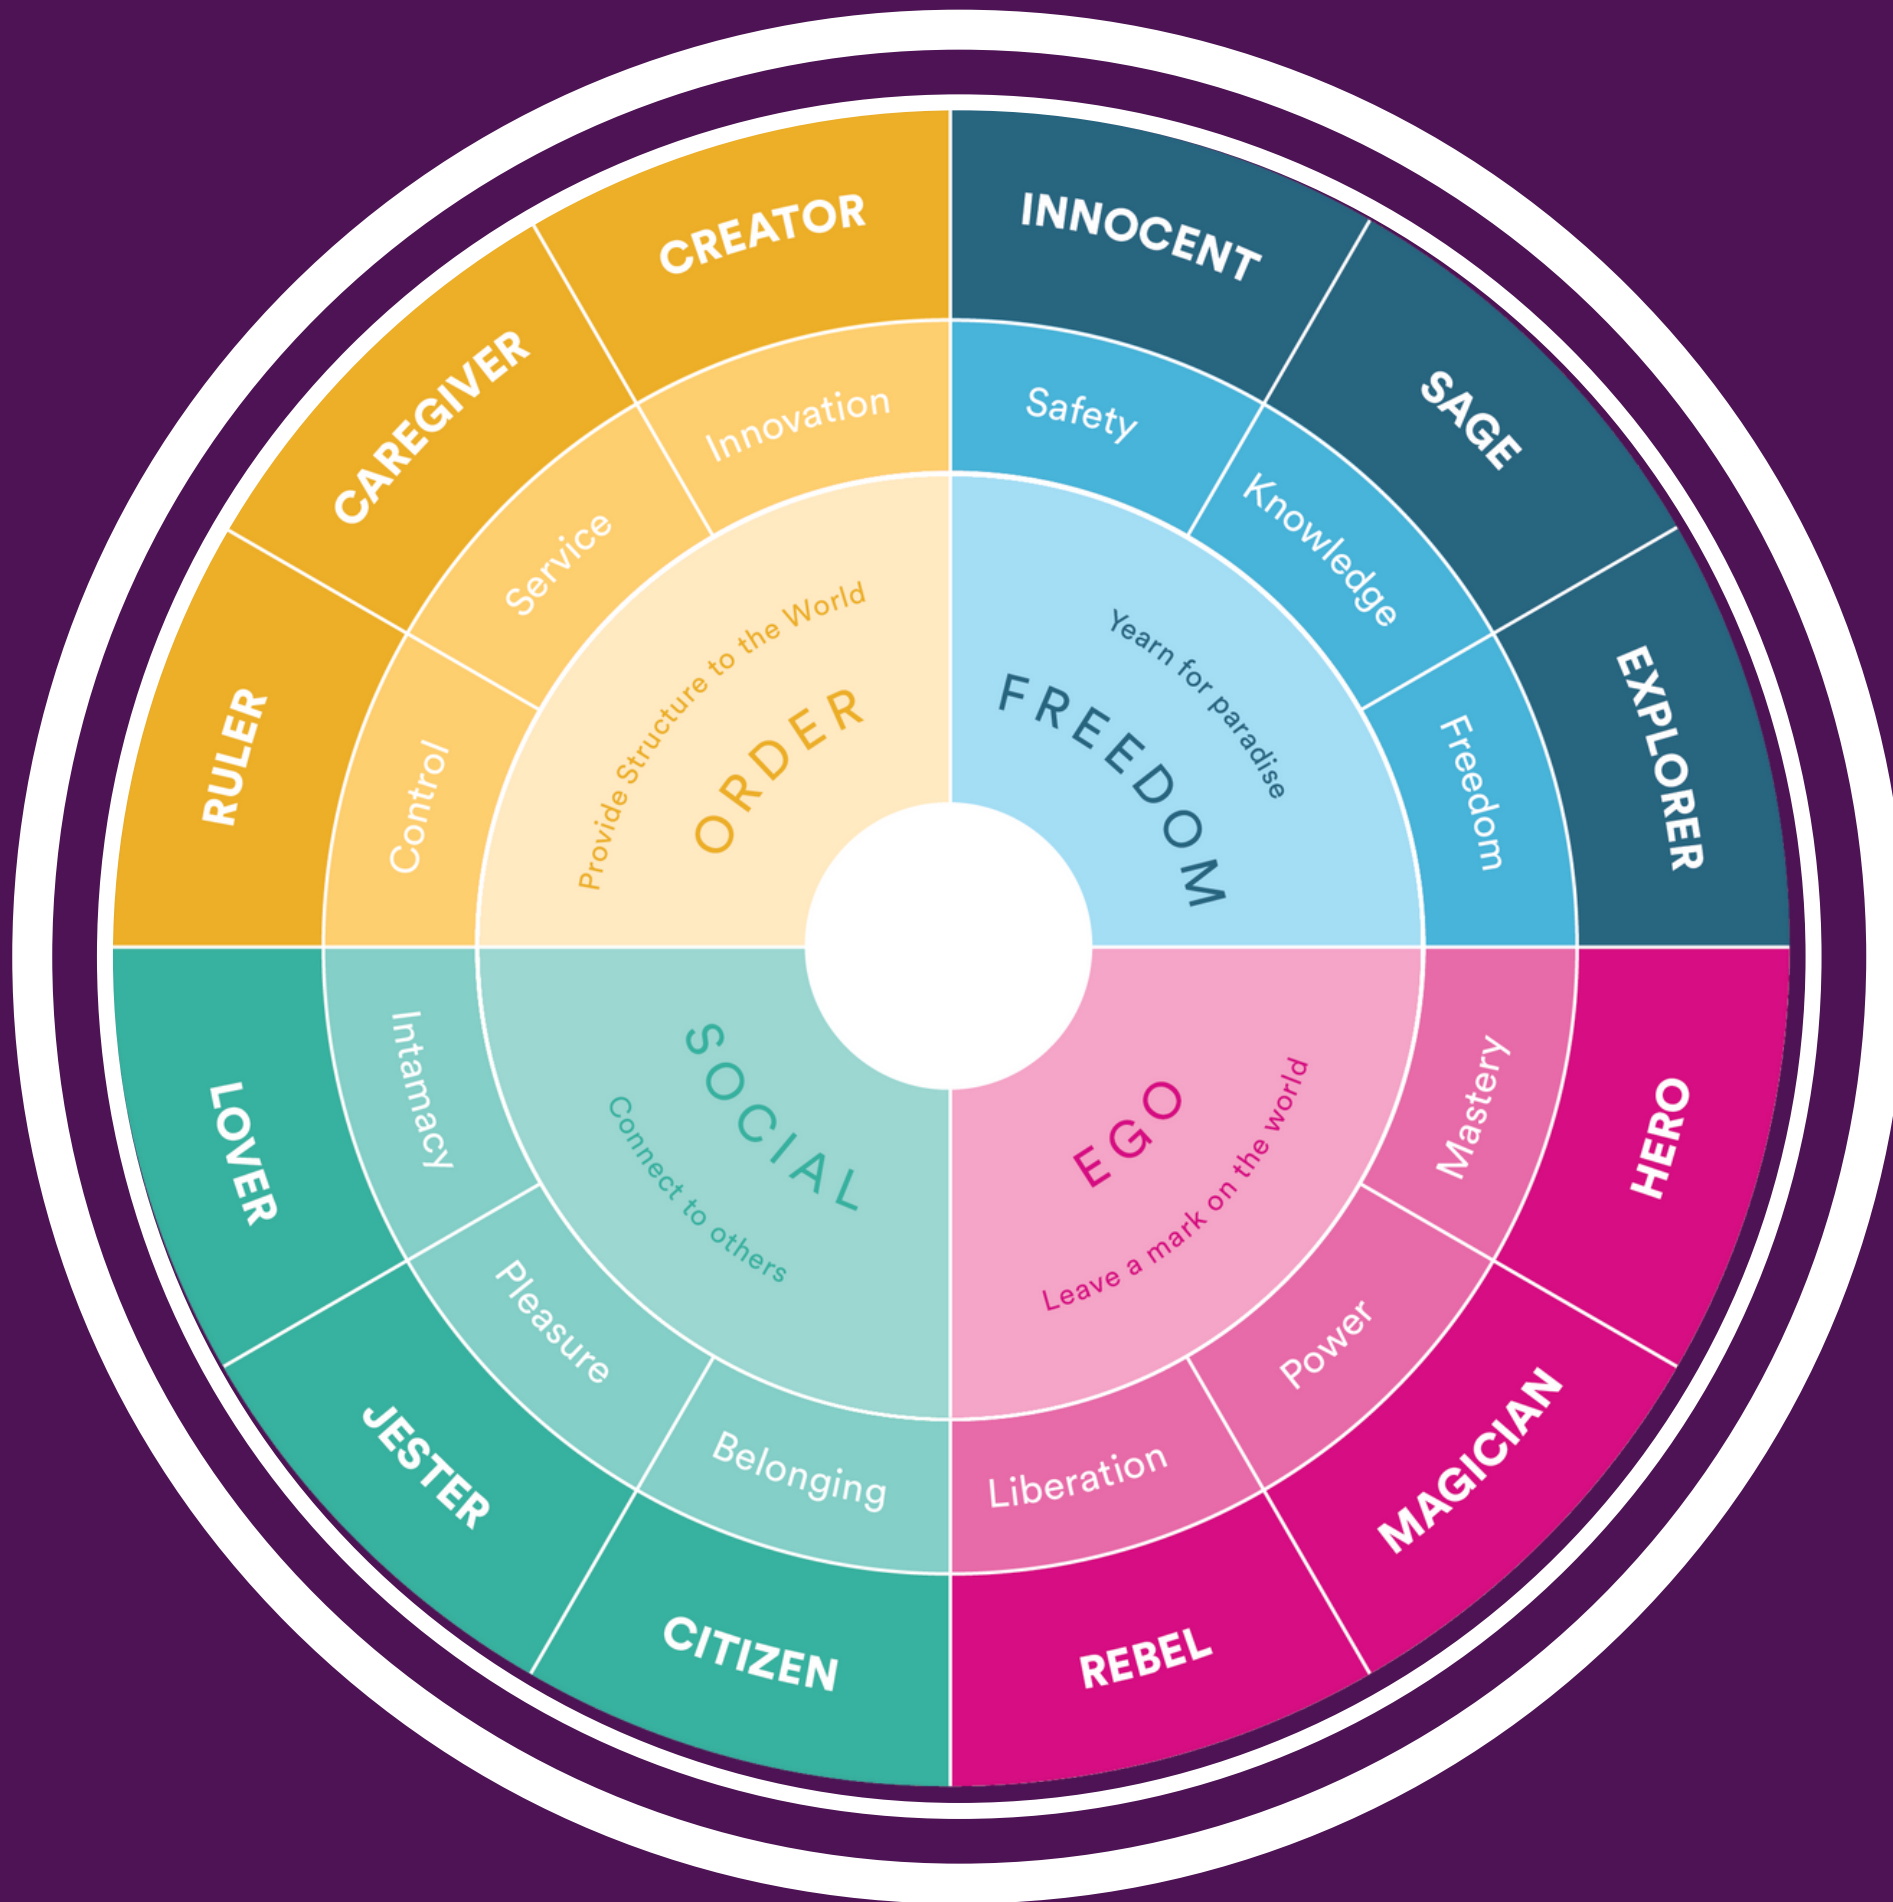 CREATOR
INNOCENT
SAGE
EXPLORER
HERO
MAGICIAN
REBEL
CITIZEN
JESTER
LOVER
RULER
CAREGIVER
Innovation
Safety
Knowledge
Freedom
Mastery
Power
Liberation
Belonging
Pleasure
Intamacy
Control
Service
Provide Structure to the World
ORDER
Yearn for paradise
FREEDOM
EGO
Leave a mark on the world
SOCIAL
Connect to others